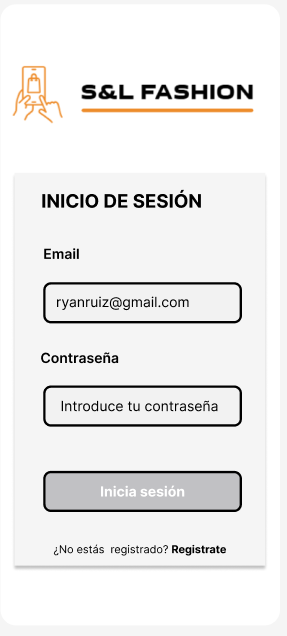 S&L FASHION
INICIO DE SESIÓN
Email
ryanruiz@gmail.com
Contraseña
Introduce tu contraseña
Inicia sesión
¿No estás registrado? Registrate